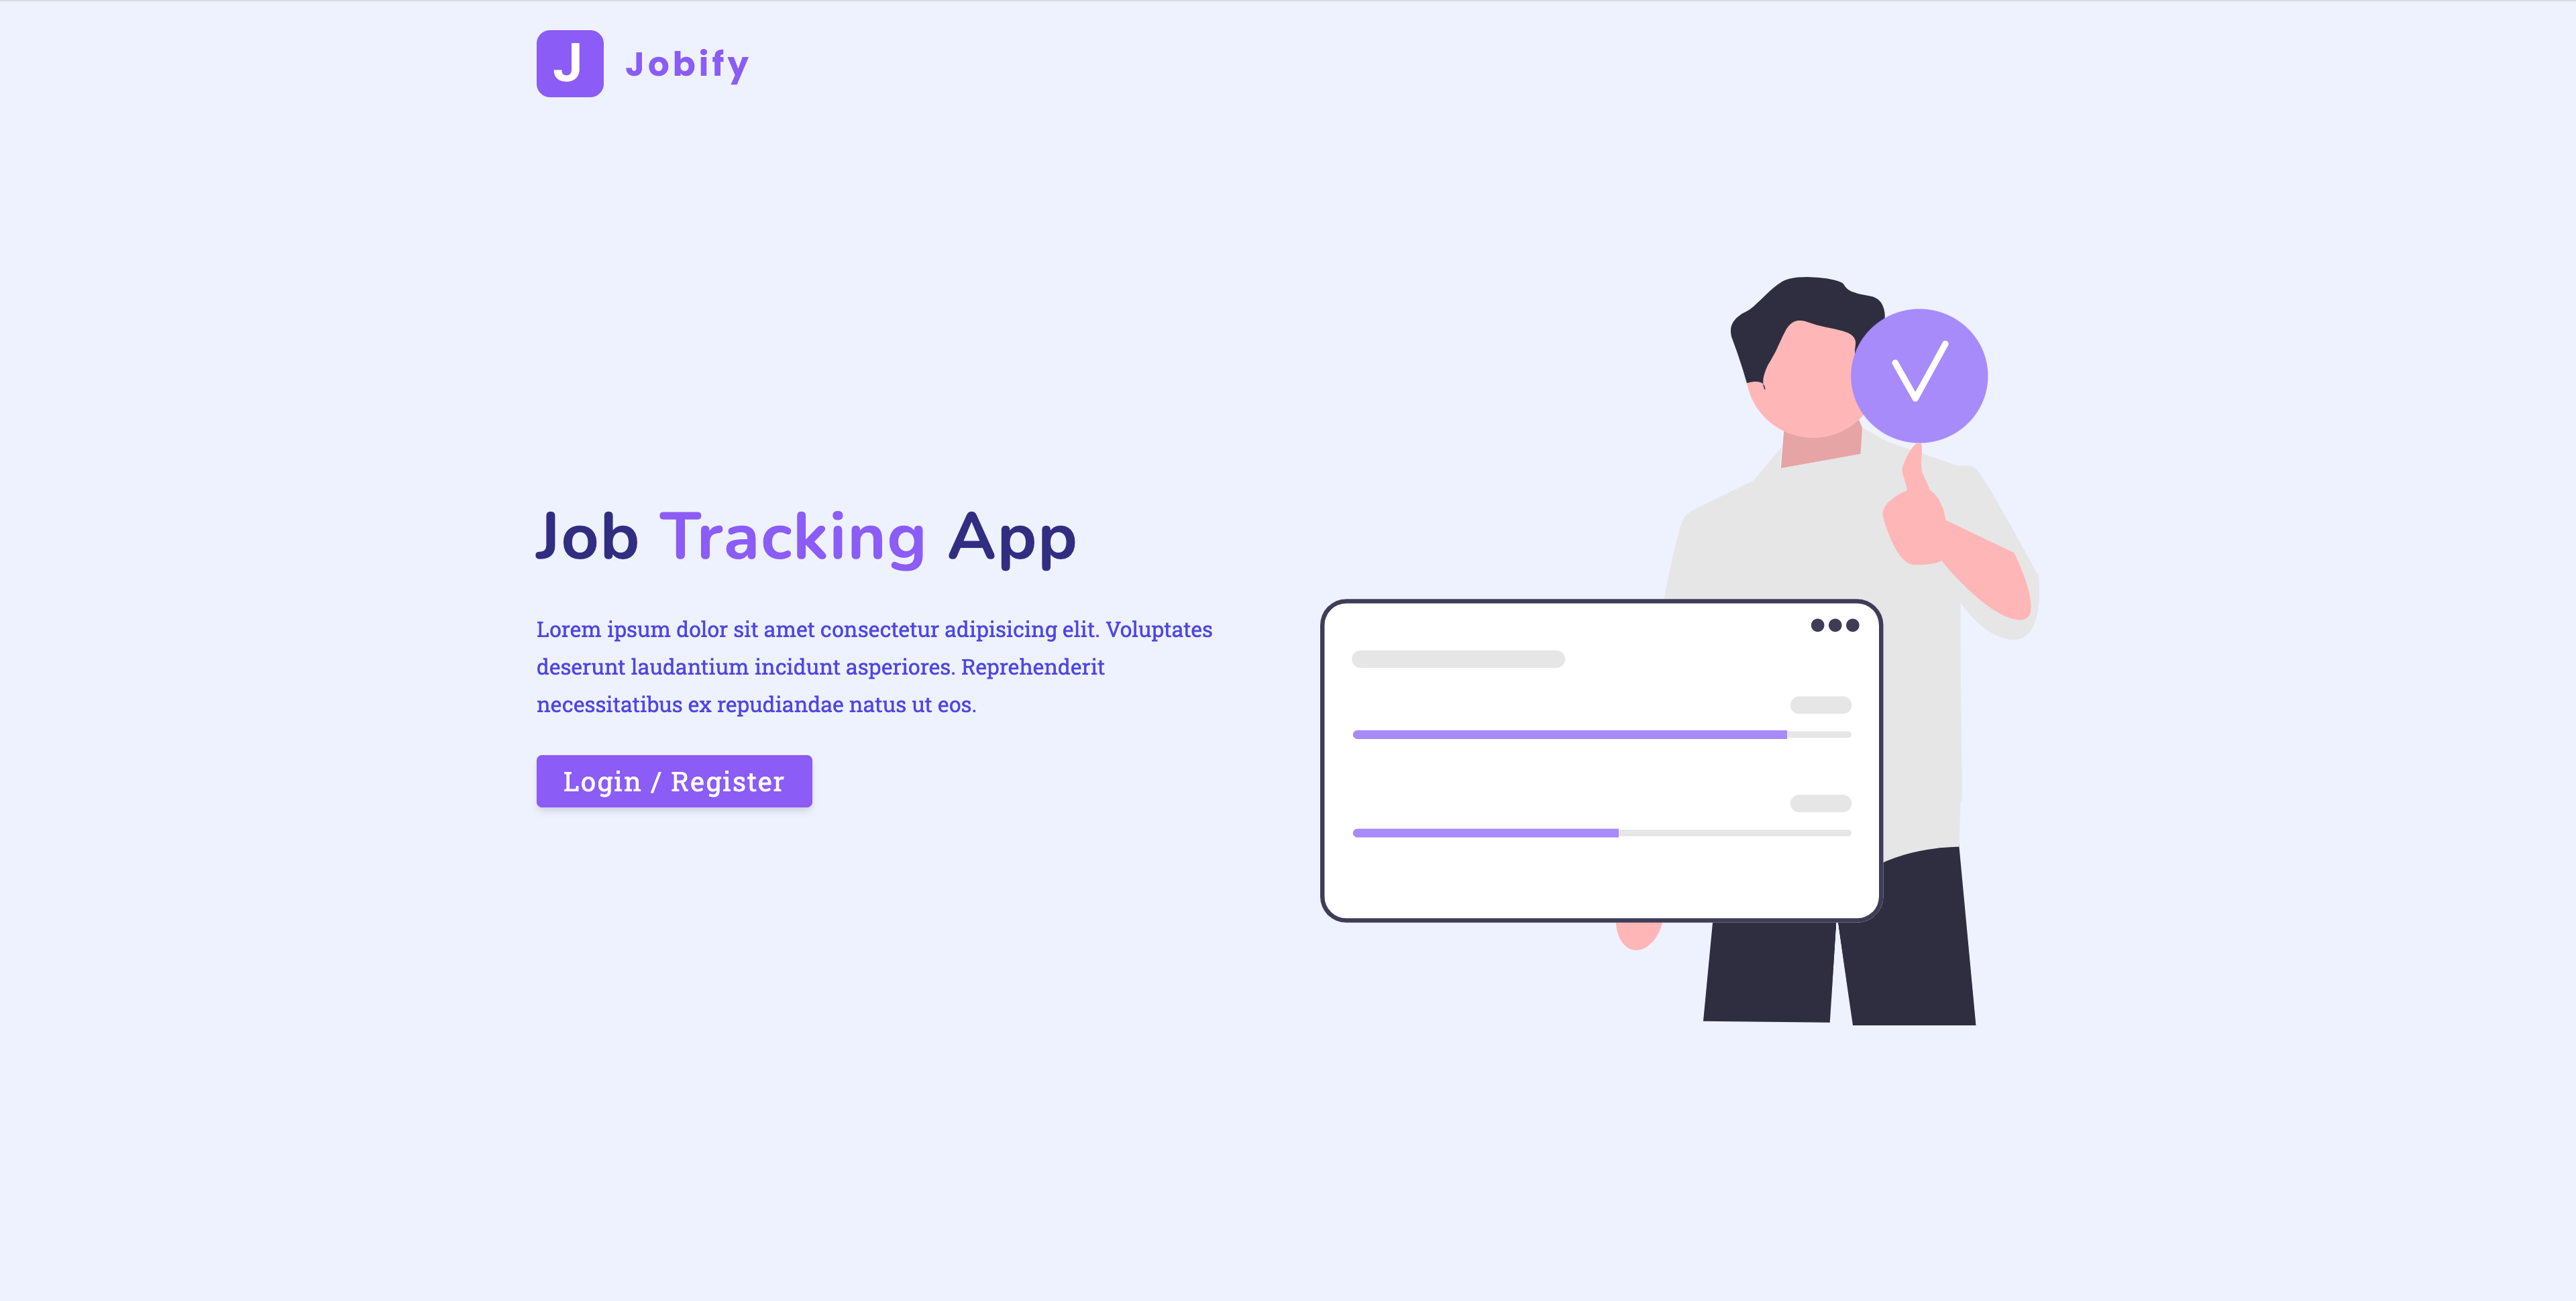 J Jobify
Job Tracking App
Lorem ipsum dolor sit amet consectetur adipisicing elit. Voluptates
deserunt laudantium incidunt asperiores. Reprehenderit
necessitatibus ex repudiandae natus ut eos.
Login / Register